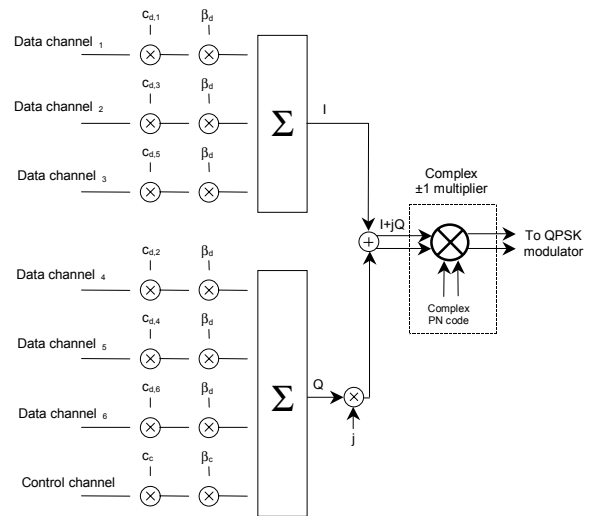 c_d,1 β_d
Data channel 1
c_d,3 β_d
Data channel 2
c_d,5 β_d
Data channel 3
Σ
I
Complex
±1 multiplier
I+jQ
To QPSK
modulator
Complex
PN code
c_d,2 β_d
Data channel 4
c_d,4 β_d
Data channel 5
c_d,6 β_d
Data channel 6
c_c β_c
Control channel
Σ
Q
j